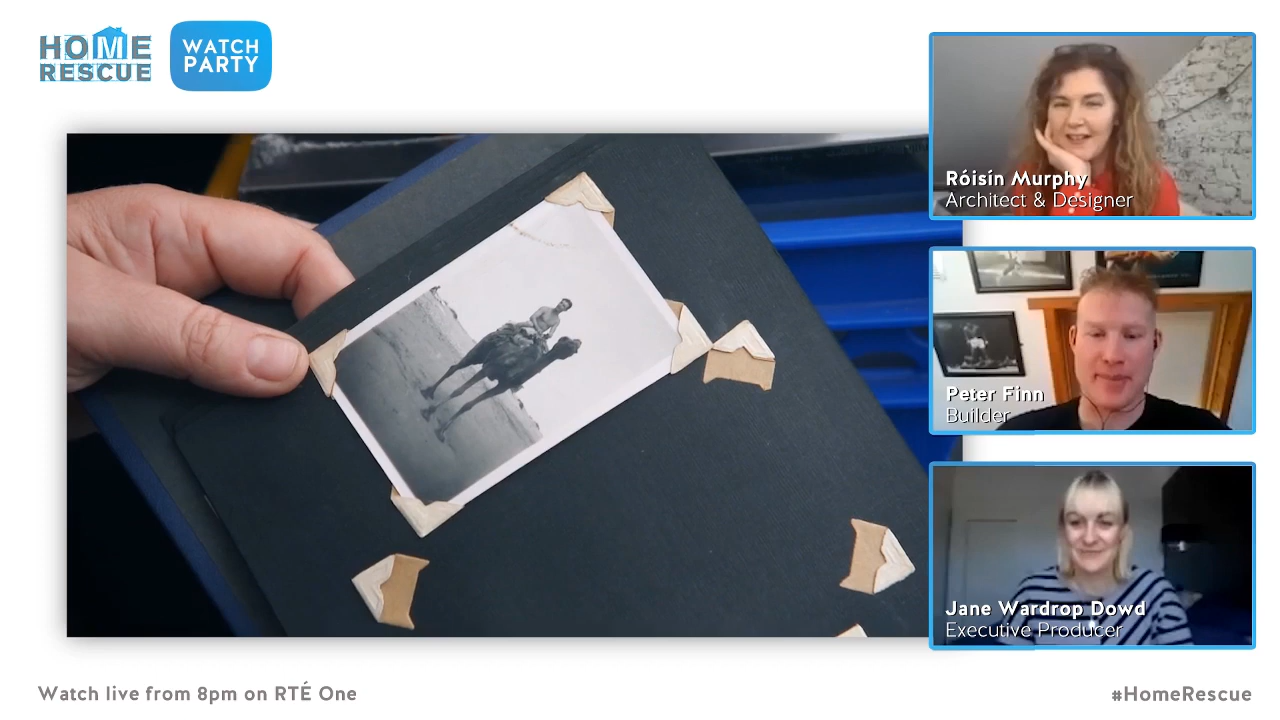 HOME
RESCUE
WATCH
PARTY
Róisín Murphy
Architect & Designer
Peter Finn
Builder
Jane Wardrop Dowd
Executive Producer
Watch live from 8pm on RTÉ One
#HomeRescue